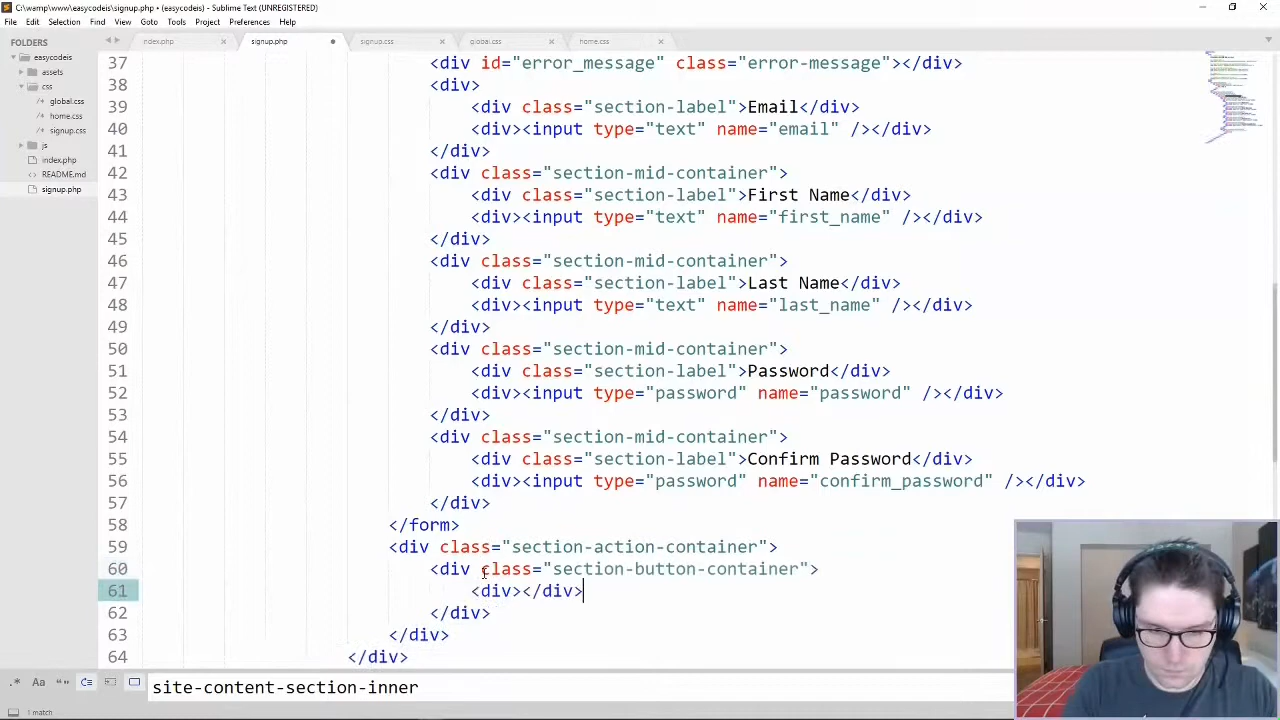 C:\wamp\www\easycodeis\signup.php • (easycodeis) - Sublime Text (UNREGISTERED)
File Edit Selection Find View Goto Tools Project Preferences Help
FOLDERS
easycodeis
assets
css
global.css
home.css
signup.css
js
index.php
README.md
signup.php
index.php
signup.php
signup.css
global.css
home.css
37 <div id="error_message" class="error-message"></div>
38 <div>
39 <div class="section-label">Email</div>
40 <div><input type="text" name="email" /></div>
41 </div>
42 <div class="section-mid-container">
43 <div class="section-label">First Name</div>
44 <div><input type="text" name="first_name" /></div>
45 </div>
46 <div class="section-mid-container">
47 <div class="section-label">Last Name</div>
48 <div><input type="text" name="last_name" /></div>
49 </div>
50 <div class="section-mid-container">
51 <div class="section-label">Password</div>
52 <div><input type="password" name="password" /></div>
53 </div>
54 <div class="section-mid-container">
55 <div class="section-label">Confirm Password</div>
56 <div><input type="password" name="confirm_password" /></div>
57 </div>
58 </form>
59 <div class="section-action-container">
60 <div class="section-button-container">
61 <div></div>
62 </div>
63 </div>
64 </div>
.* Aa “”
site-content-section-inner
1 match